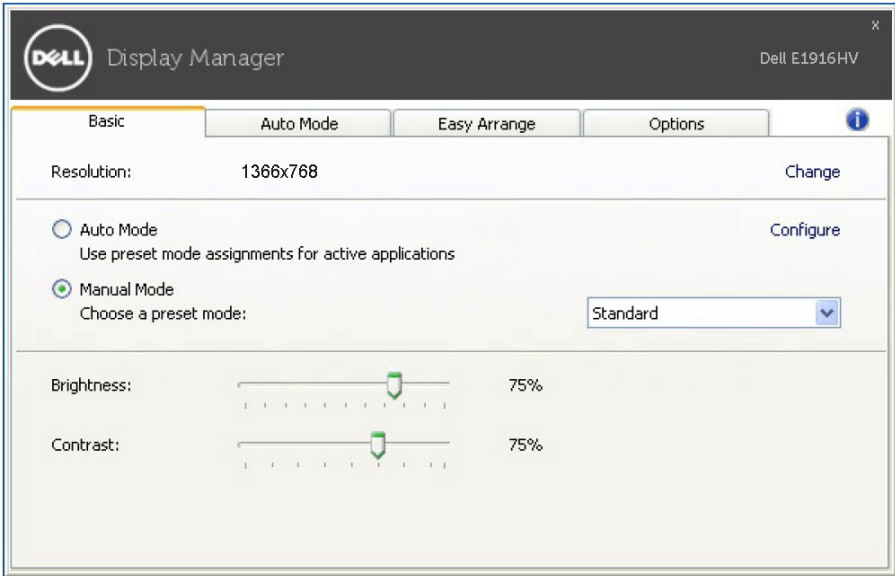 x
DELL Display Manager Dell E1916HV
Basic Auto Mode Easy Arrange Options i
Resolution: 1366x768 Change
Auto Mode Configure
Use preset mode assignments for active applications
Manual Mode
Choose a preset mode: Standard
Brightness: 75%
Contrast: 75%